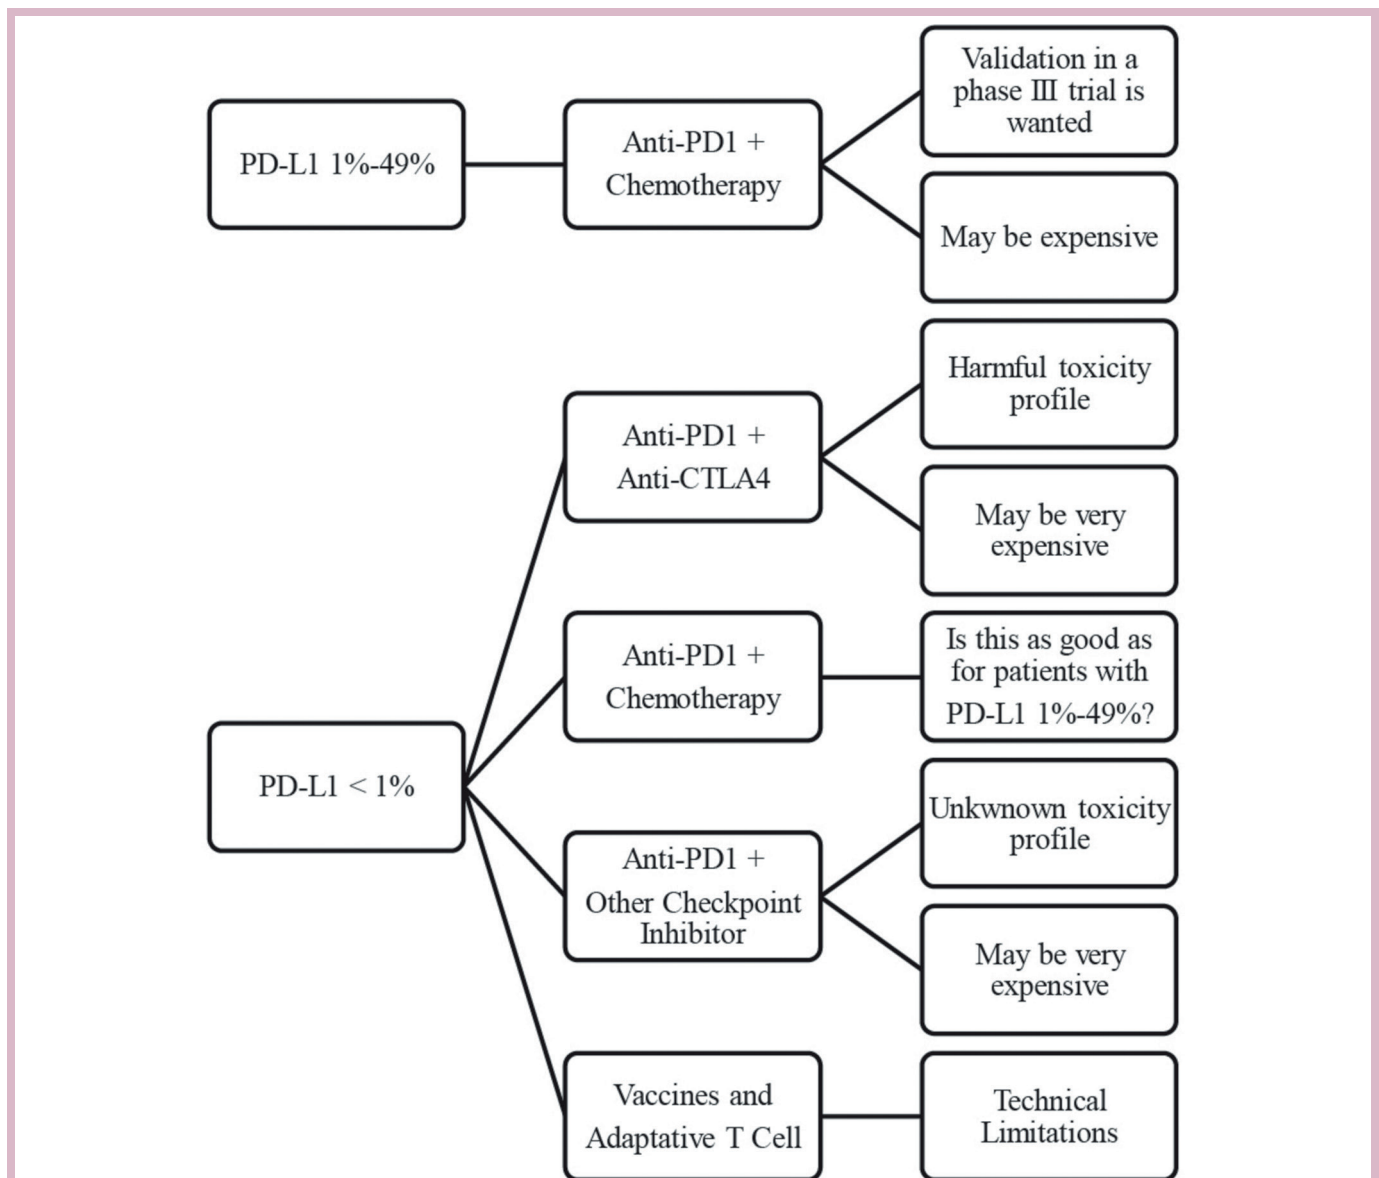 PD-L1 1%-49%
Anti-PD1 +
Chemotherapy
Validation in a
phase III trial is
wanted
May be expensive
PD-L1 < 1%
Anti-PD1 +
Anti-CTLA4
Harmful toxicity
profile
May be very
expensive
Anti-PD1 +
Chemotherapy
Is this as good as
for patients with
PD-L1 1%-49%?
Anti-PD1 +
Other Checkpoint
Inhibitor
Unkwnown toxicity
profile
May be very
expensive
Vaccines and
Adaptative T Cell
Technical
Limitations